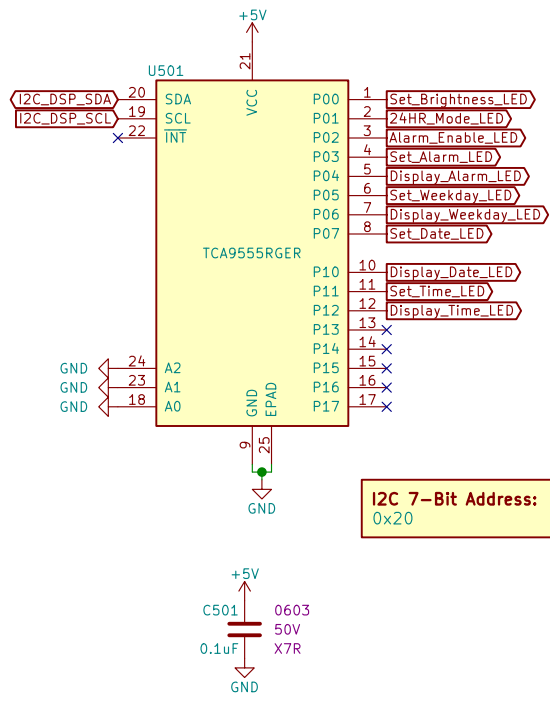 +5V
U501
21
VCC
I2C_DSP_SDA 20 SDA P00 1 Set_Brightness_LED
I2C_DSP_SCL 19 SCL P01 2 24HR_Mode_LED
22 INT P02 3 Alarm_Enable_LED
P03 4 Set_Alarm_LED
P04 5 Display_Alarm_LED
P05 6 Set_Weekday_LED
P06 7 Display_Weekday_LED
P07 8 Set_Date_LED
TCA9555RGER
P10 10 Display_Date_LED
P11 11 Set_Time_LED
P12 12 Display_Time_LED
P13 13
P14 14
GND 24 A2 P15 15
GND 23 A1 P16 16
GND 18 A0 P17 17
GND EPAD
9 25
GND
I2C 7-Bit Address:
0x20
+5V
C501 0603
50V
0.1uF X7R
GND